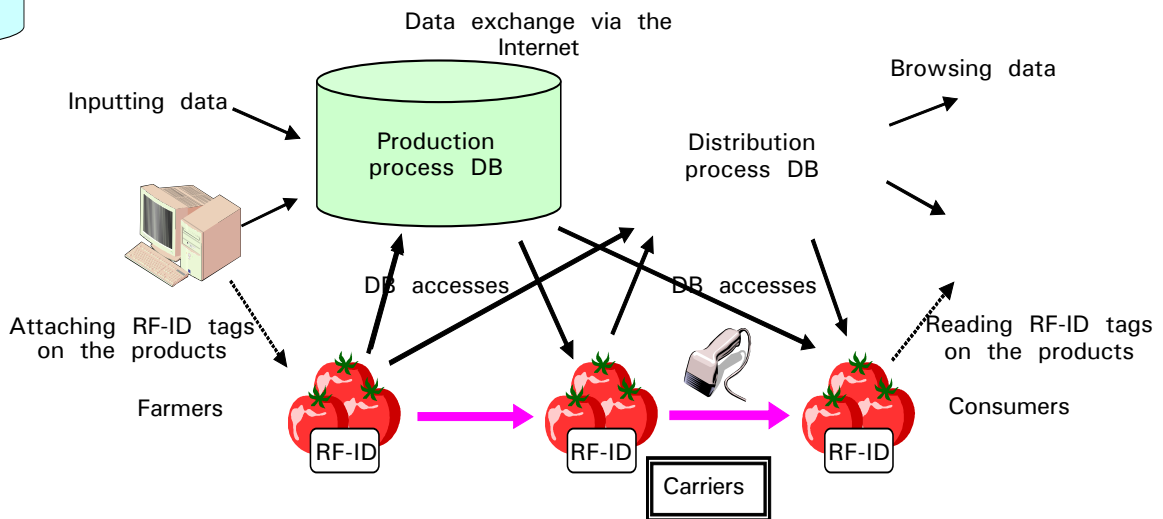 Data exchange via the
Internet
Browsing data
Inputting data
Production
process DB
Distribution
process DB
DB accesses
DB accesses
Attaching RF-ID tags
on the products
Reading RF-ID tags
on the products
Farmers
Consumers
RF-ID
RF-ID
RF-ID
Carriers